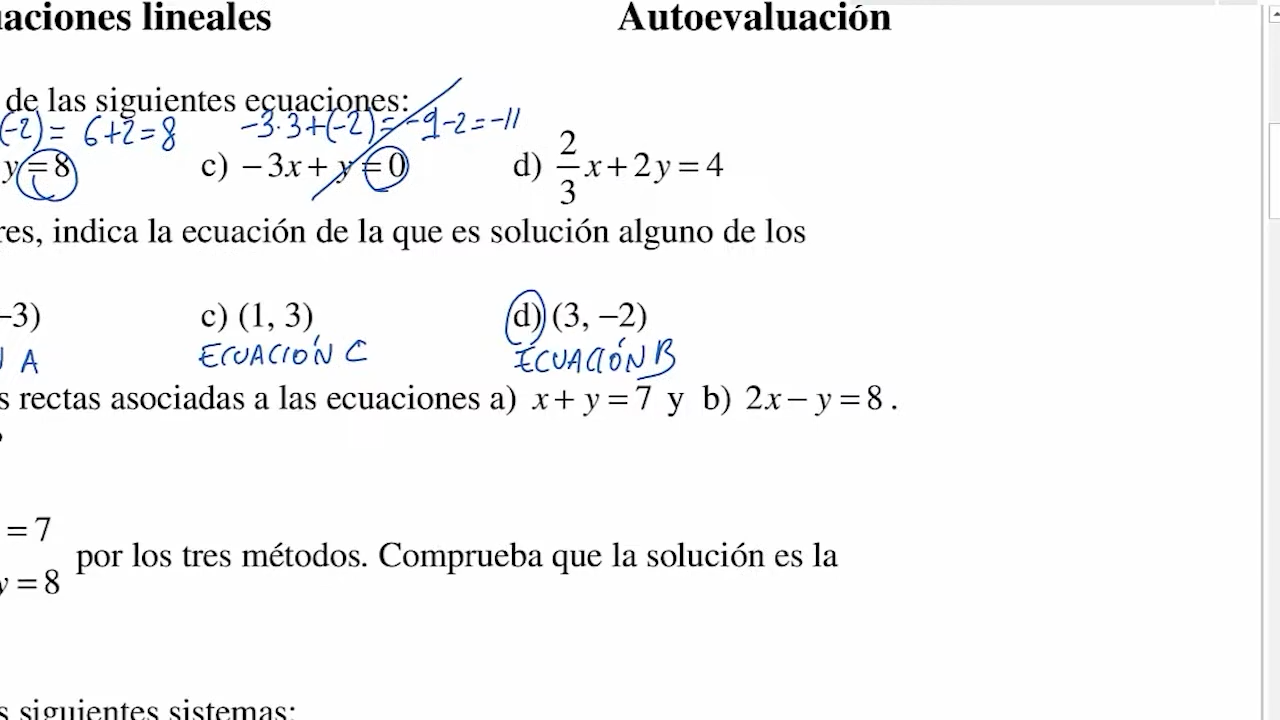 Autoevaluación
lineales
de las siguientes ecuaciones:
(-2)= 6+2=8 -3·3+(-2)=-9-2=-11
y=8 c) −3x+y=0 d) 2/3 x+2y=4
indica la ecuación de la que es solución alguno de los
−3) c) (1, 3) d) (3, −2)
A ECUACIÓN C ECUACIÓN B
rectas asociadas a las ecuaciones a) x+y=7 y b) 2x−y=8.
=7
y=8 por los tres métodos. Comprueba que la solución es la
siguientes sistemas: